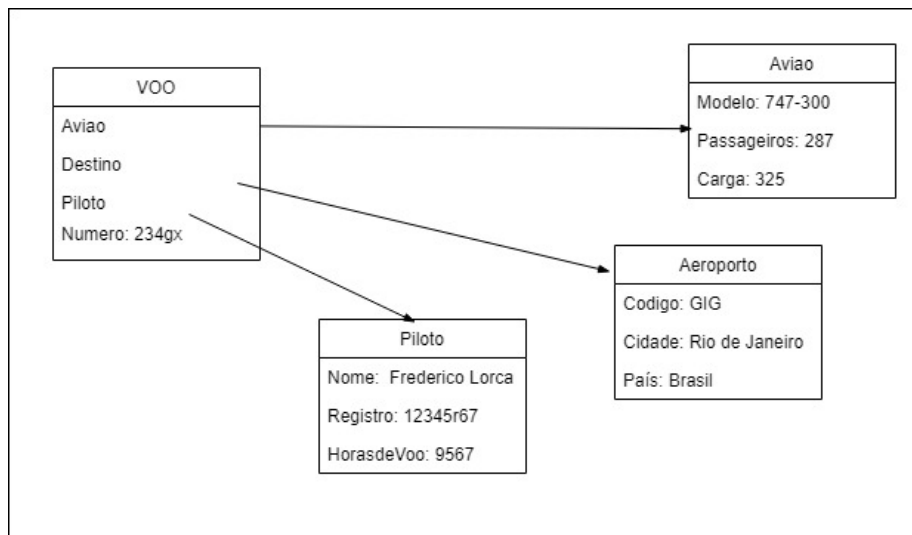 VOO
Aviao
Destino
Piloto
Numero: 234gx
Aviao
Modelo: 747-300
Passageiros: 287
Carga: 325
Aeroporto
Codigo: GIG
Cidade: Rio de Janeiro
País: Brasil
Piloto
Nome: Frederico Lorca
Registro: 12345r67
HorasdeVoo: 9567